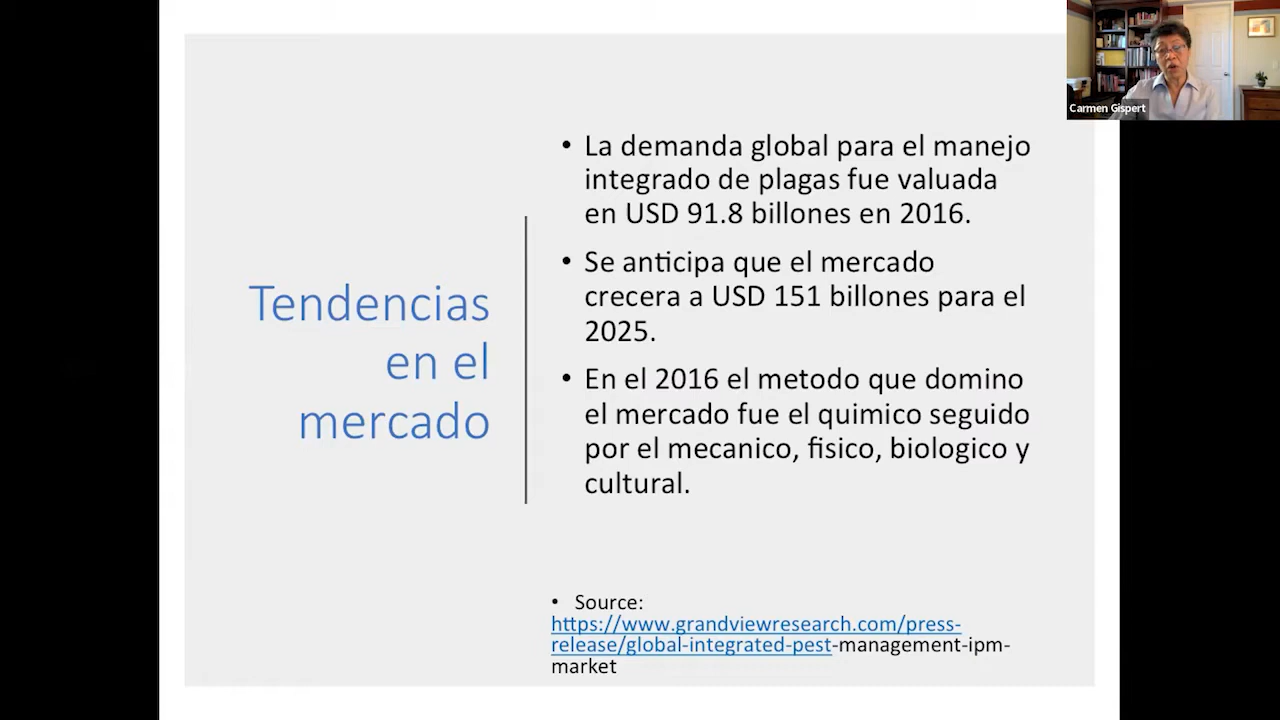 Carmen Gispert
Tendencias
en el
mercado
• La demanda global para el manejo
integrado de plagas fue valuada
en USD 91.8 billones en 2016.
• Se anticipa que el mercado
crecera a USD 151 billones para el
2025.
• En el 2016 el metodo que domino
el mercado fue el quimico seguido
por el mecanico, fisico, biologico y
cultural.
• Source:
https://www.grandviewresearch.com/press-
release/global-integrated-pest-management-ipm-
market